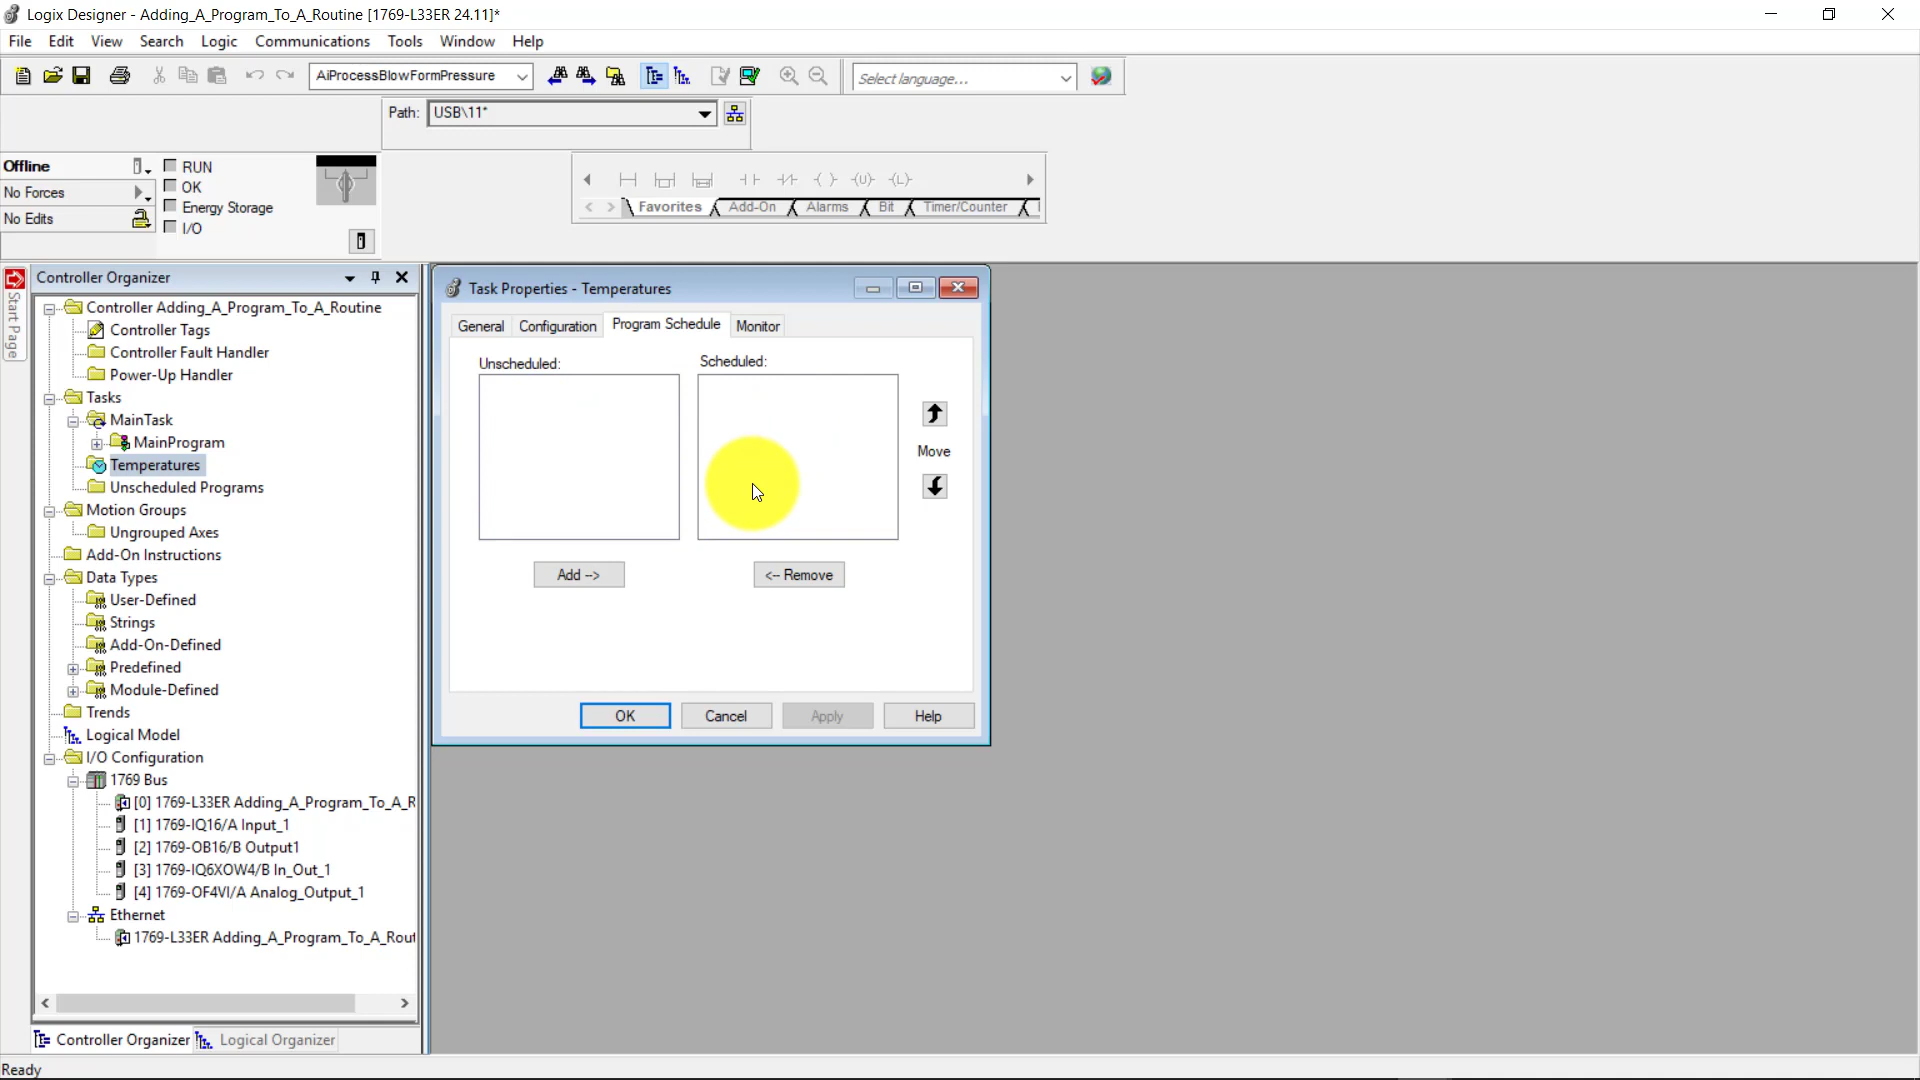 Logix Designer - Adding_A_Program_To_A_Routine [1769-L33ER 24.11]*
File Edit View Search Logic Communications Tools Window Help
AiProcessBlowFormPressure
Select language...
Path: USB\11*
Offline
RUN
No Forces
OK
Energy Storage
No Edits
I/O
Favorites Add-On Alarms Bit Timer/Counter
Start Page
Controller Organizer
Controller Adding_A_Program_To_A_Routine
Controller Tags
Controller Fault Handler
Power-Up Handler
Tasks
MainTask
MainProgram
Temperatures
Unscheduled Programs
Motion Groups
Ungrouped Axes
Add-On Instructions
Data Types
User-Defined
Strings
Add-On-Defined
Predefined
Module-Defined
Trends
Logical Model
I/O Configuration
1769 Bus
[0] 1769-L33ER Adding_A_Program_To_A_R
[1] 1769-IQ16/A Input_1
[2] 1769-OB16/B Output1
[3] 1769-IQ6XOW4/B In_Out_1
[4] 1769-OF4VI/A Analog_Output_1
Ethernet
1769-L33ER Adding_A_Program_To_A_Rout
Controller Organizer Logical Organizer
Task Properties - Temperatures
General Configuration Program Schedule Monitor
Unscheduled: Scheduled:
Move
Add --> <-- Remove
OK Cancel Apply Help
Ready